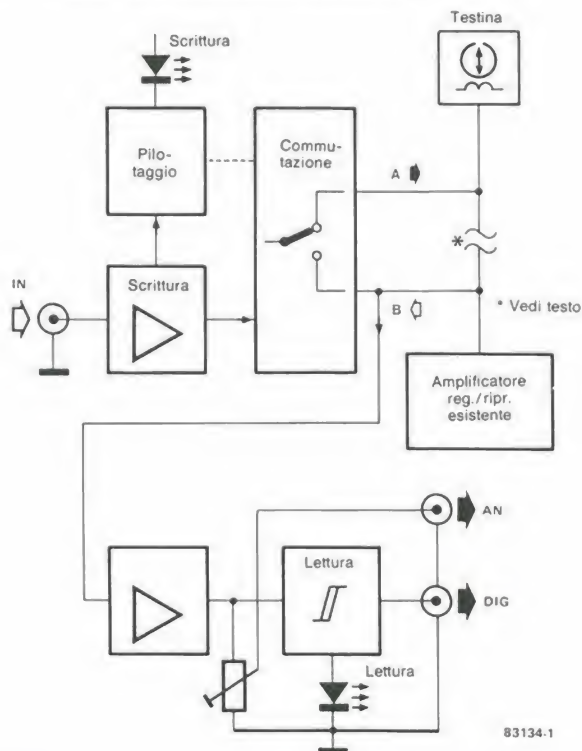 Testina
Scrittura
Pilo-
taggio
Commu-
tazione
A
IN
Scrittura
*
B
* Vedi testo
Amplificatore
reg./ripr.
esistente
AN
Lettura
DIG
Lettura
83134-1